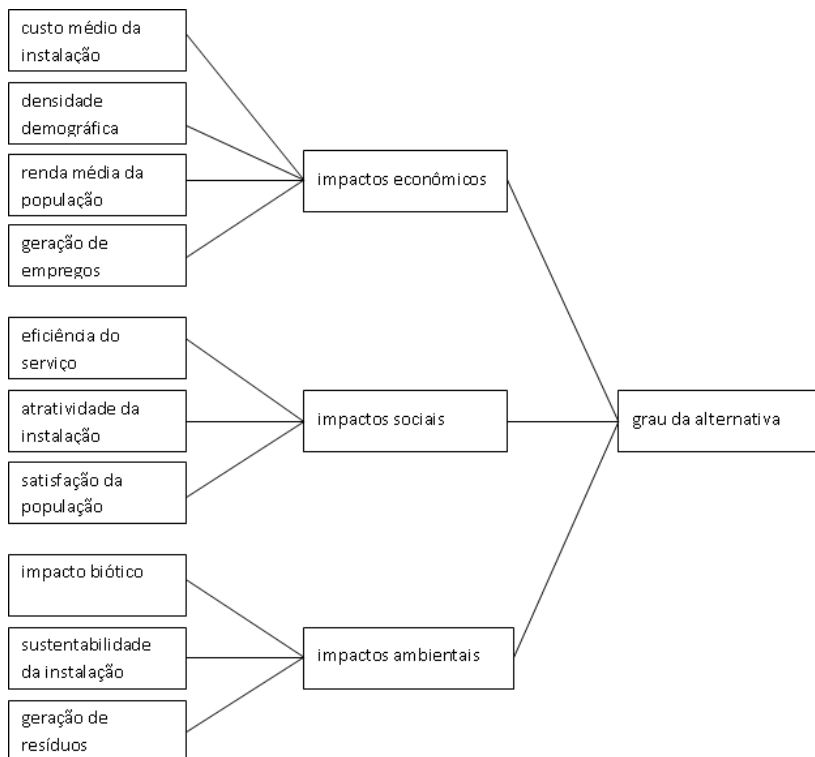 custo médio da
instalação
densidade
demográfica
renda média da
população
geração de
empregos
impactos econômicos
eficiência do
serviço
atratividade da
instalação
satisfação da
população
impactos sociais
grau da alternativa
impacto biótico
sustentabilidade
da instalação
geração de
resíduos
impactos ambientais